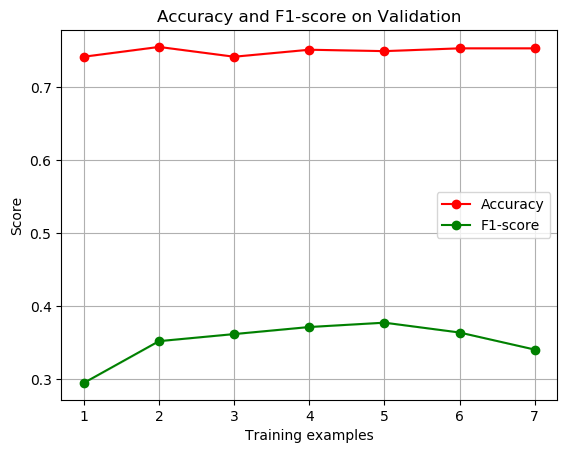 Accuracy and F1-score on Validation
0.7
0.6
0.5
0.4
0.3
Score
Accuracy
F1-score
1 2 3 4 5 6 7
Training examples